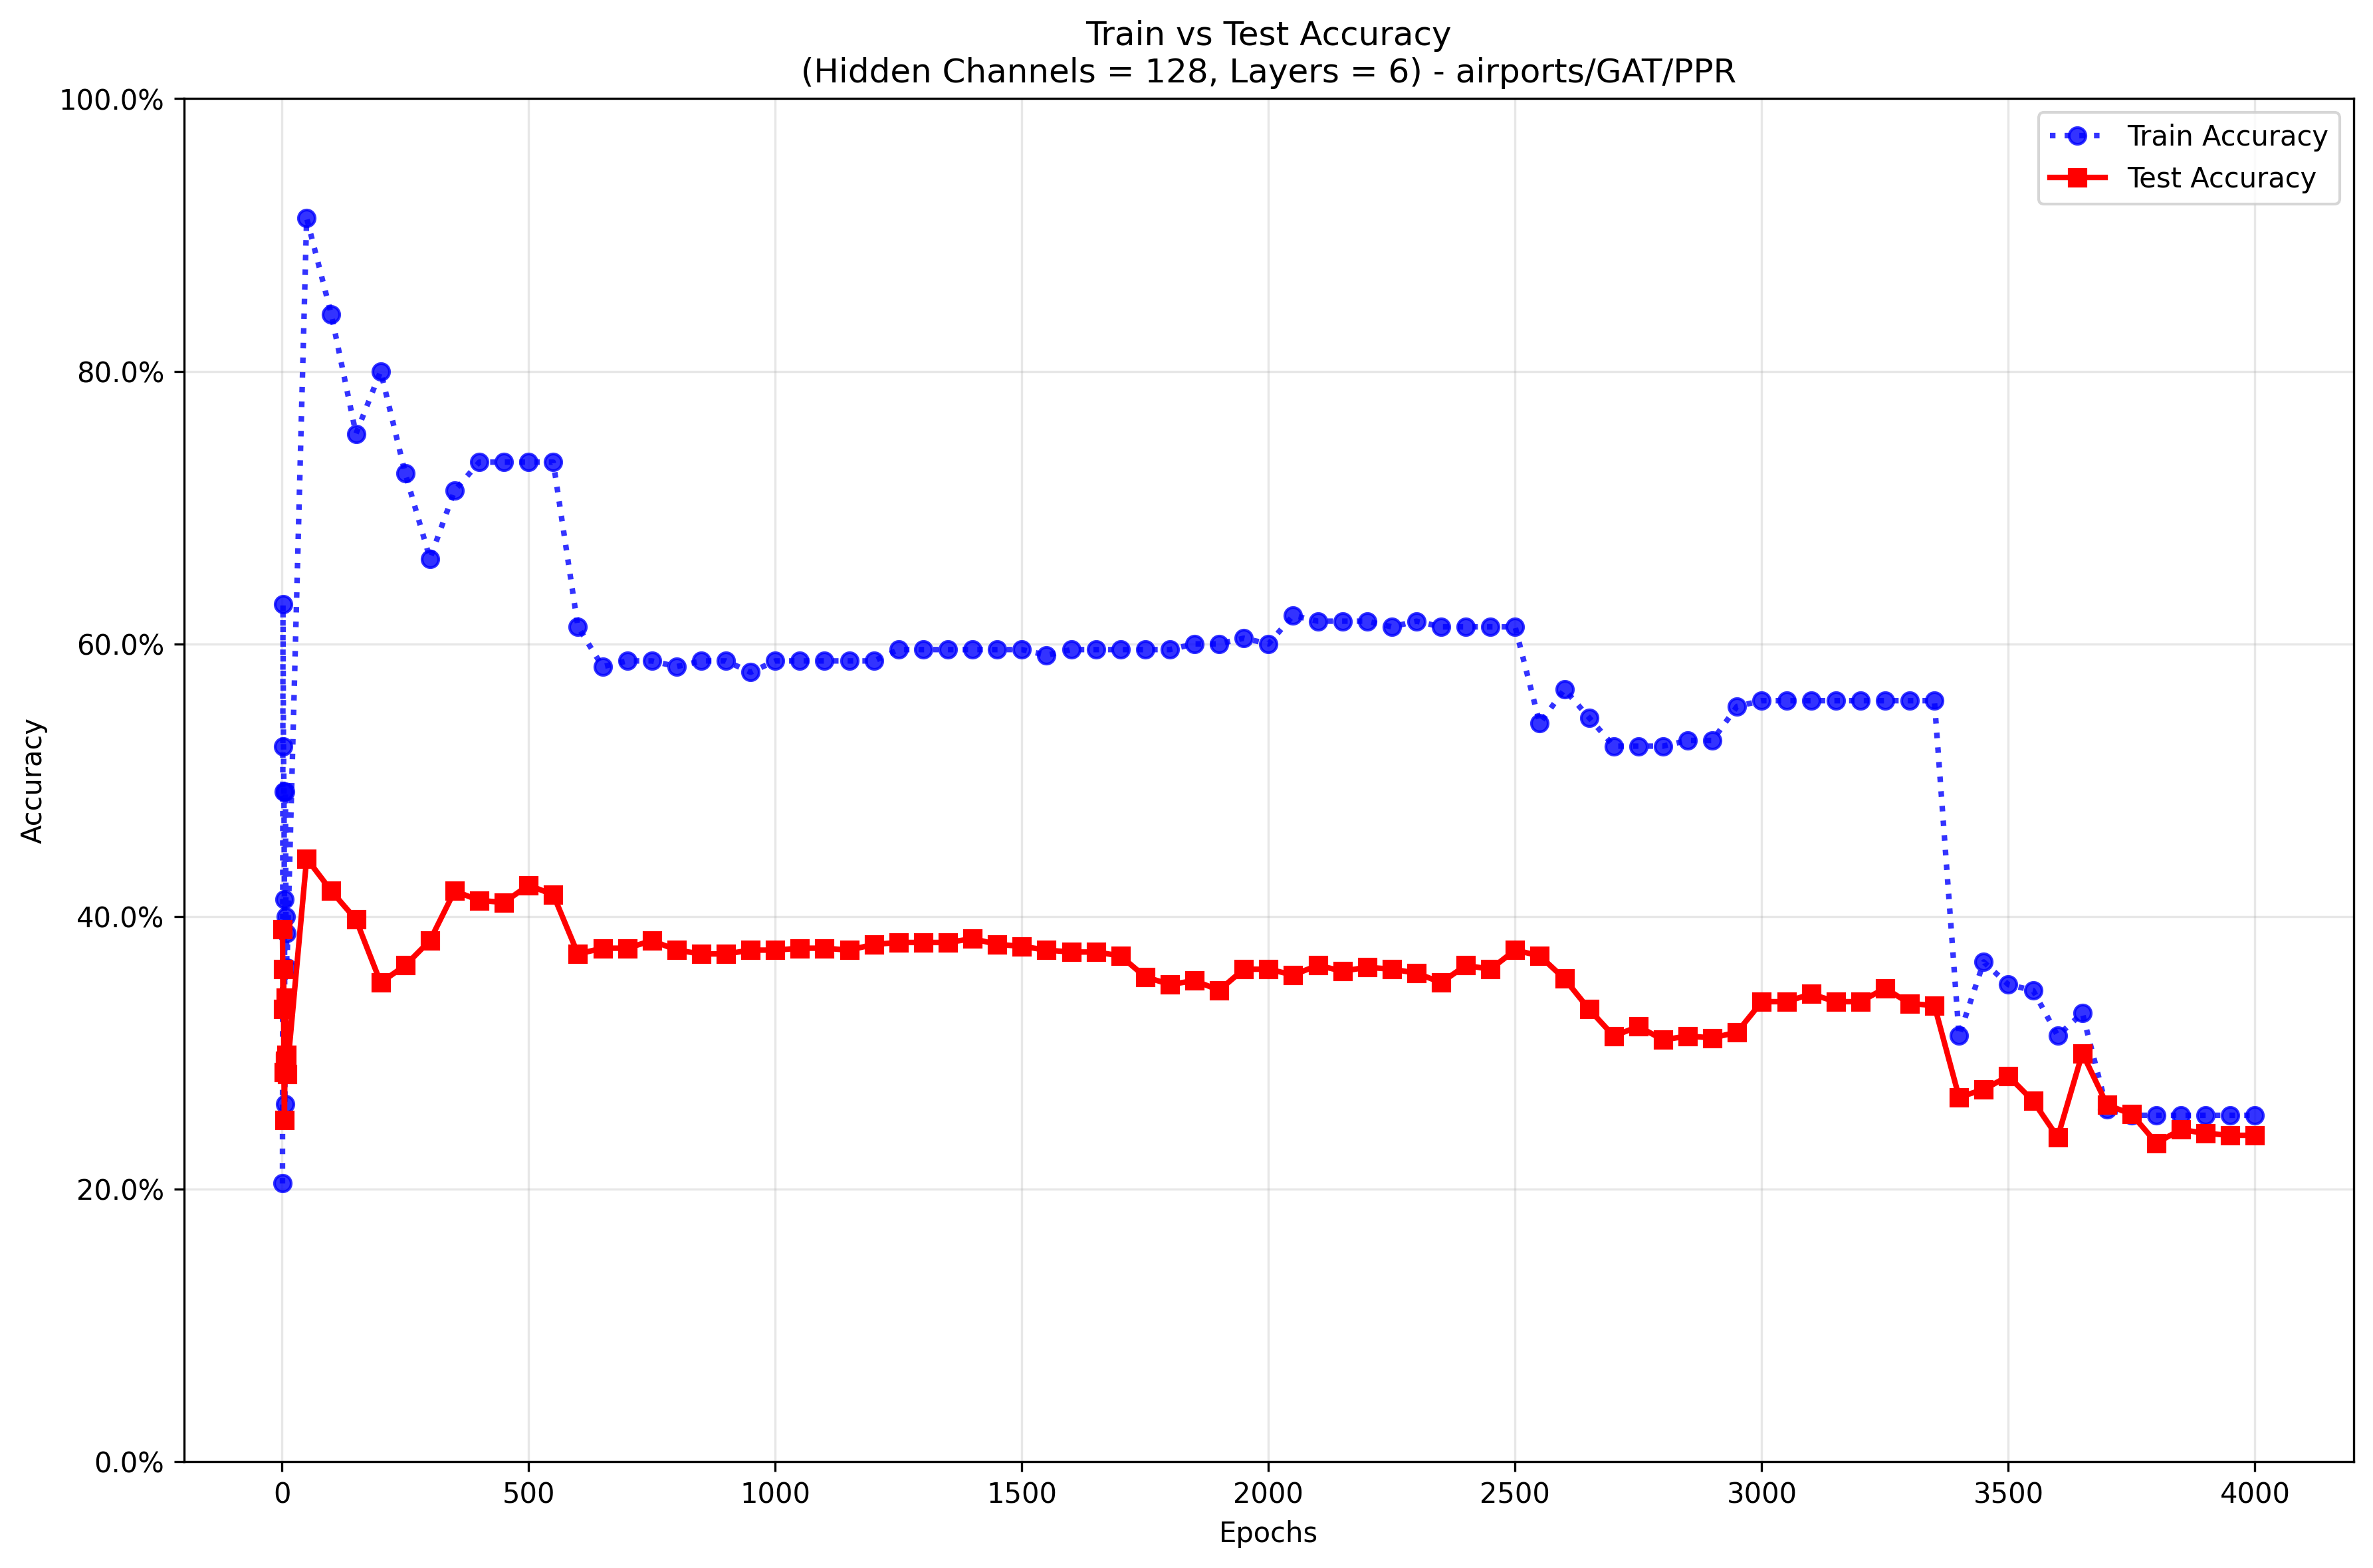 Train vs Test Accuracy
(Hidden Channels = 128, Layers = 6) - airports/GAT/PPR
Train Accuracy
Test Accuracy
Accuracy
100.0%
80.0%
60.0%
40.0%
20.0%
0.0%
0 500 1000 1500 2000 2500 3000 3500 4000
Epochs